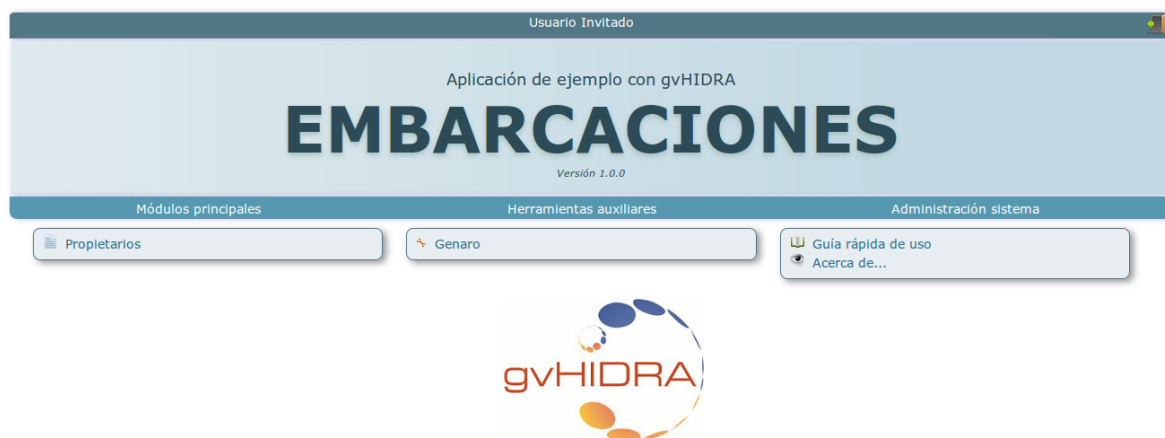 Usuario Invitado
Aplicación de ejemplo con gvHIDRA
EMBARCACIONES
Versión 1.0.0
Módulos principales
Herramientas auxiliares
Administración sistema
Propietarios
Genaro
Guía rápida de uso
Acerca de...
gvHIDRA